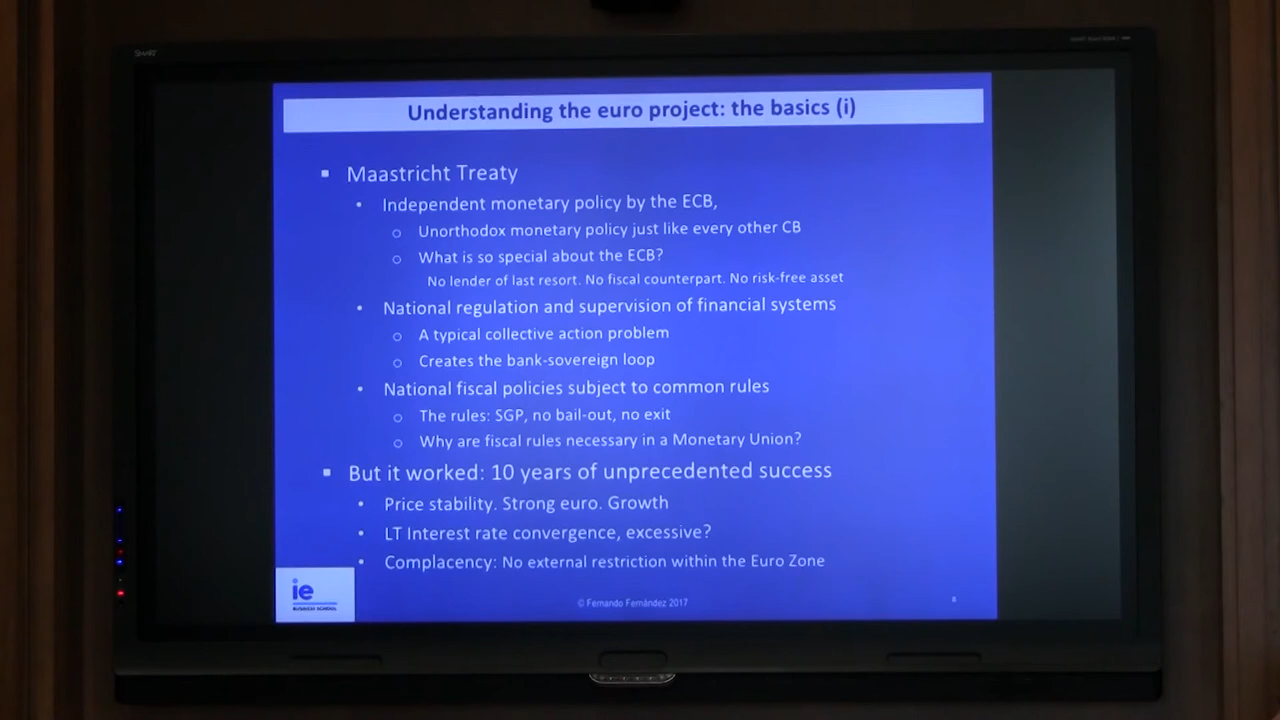 SMART
Understanding the euro project: the basics (i)
▪ Maastricht Treaty
• Independent monetary policy by the ECB,
o Unorthodox monetary policy just like every other CB
o What is so special about the ECB?
No lender of last resort. No fiscal counterpart. No risk-free asset
• National regulation and supervision of financial systems
o A typical collective action problem
o Creates the bank-sovereign loop
• National fiscal policies subject to common rules
o The rules: SGP, no bail-out, no exit
o Why are fiscal rules necessary in a Monetary Union?
▪ But it worked: 10 years of unprecedented success
• Price stability. Strong euro. Growth
• LT Interest rate convergence, excessive?
• Complacency: No external restriction within the Euro Zone
ie
BUSINESS SCHOOL
© Fernando Fernández 2017
8